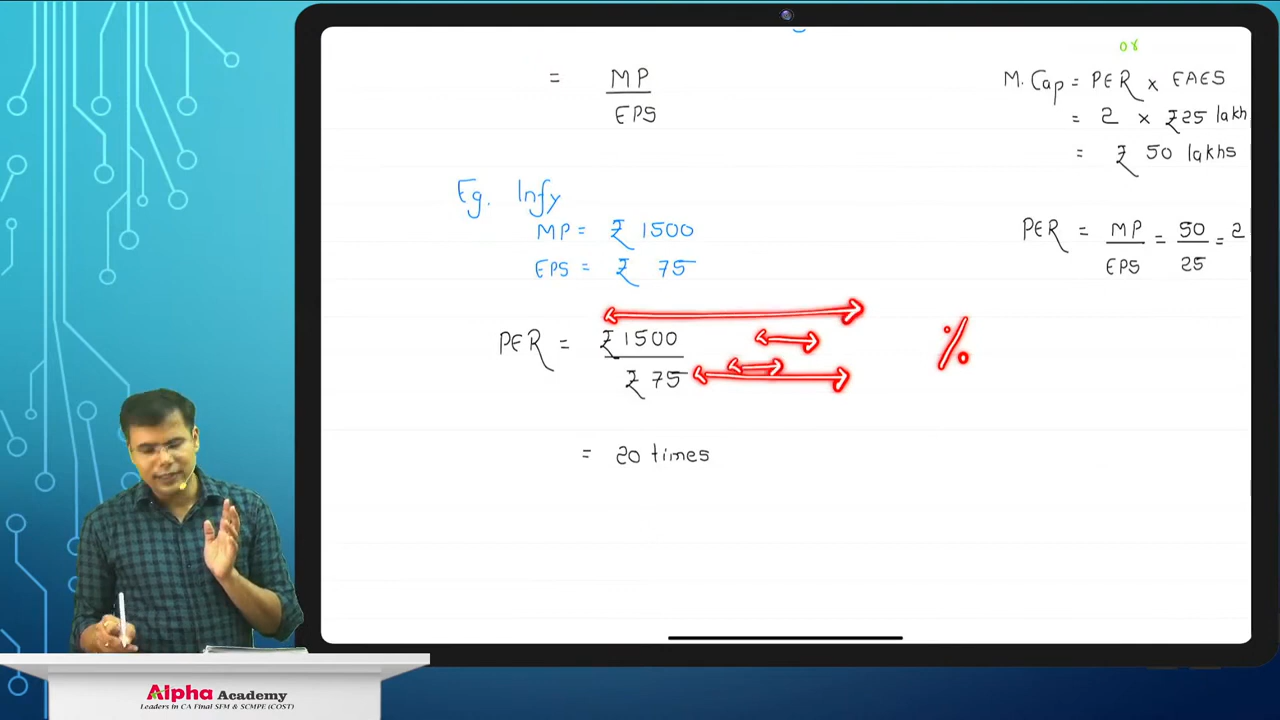 = MP
EPS
Eg. Infy
MP = ₹ 1500
EPS = ₹ 75
PER = ₹1500
₹ 75
%
= 20 times
or
M. Cap = PER x EAES
= 2 x ₹25 lakh
= ₹ 50 lakhs
PER = MP = 50 = 2
EPS 25
Alpha Academy
Leaders in CA Final SFM & SCMPE (COST)